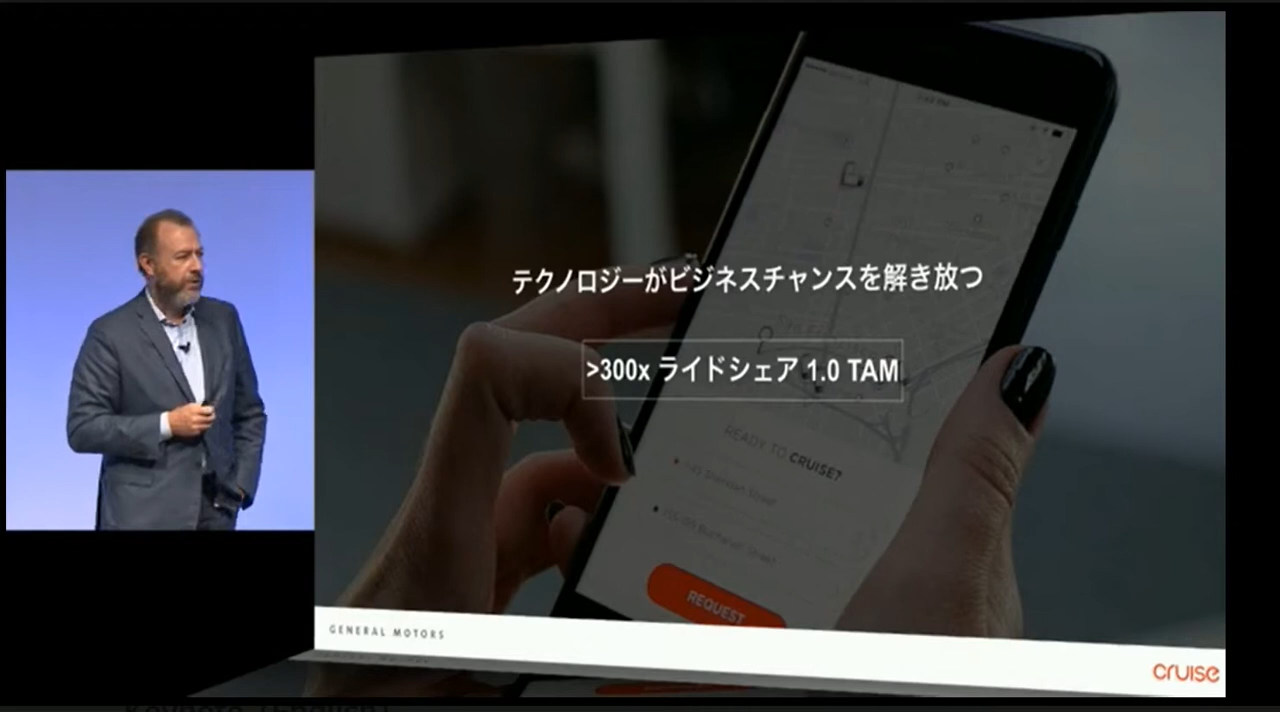 テクノロジーがビジネスチャンスを解き放つ
>300x ライドシェア 1.0 TAM
READY TO CRUISE?
REQUEST
GENERAL MOTORS
cruise